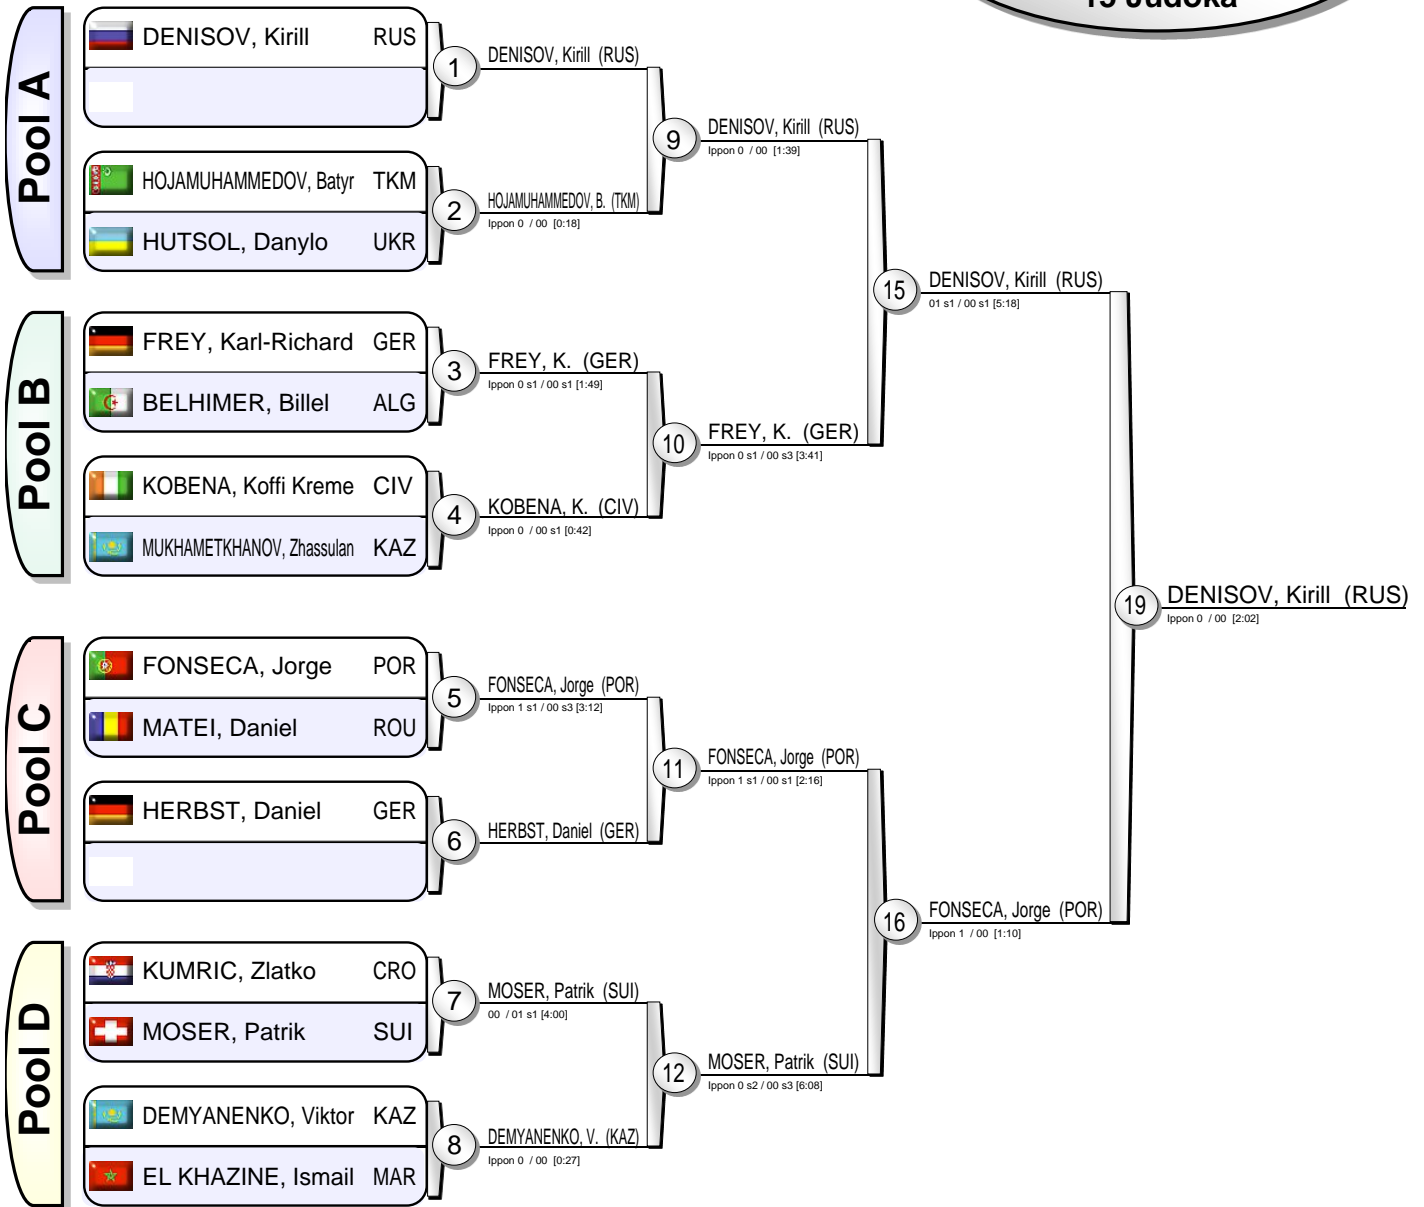 15 Judoka
Pool A
DENISOV, Kirill RUS
1
DENISOV, Kirill (RUS)
HOJAMUHAMMEDOV, Batyr TKM
HUTSOL, Danylo UKR
2
HOJAMUHAMMEDOV, B. (TKM)
Ippon 0 / 00 [0:18]
9
DENISOV, Kirill (RUS)
Ippon 0 / 00 [1:39]
Pool B
FREY, Karl-Richard GER
BELHIMER, Billel ALG
3
FREY, K. (GER)
Ippon 0 s1 / 00 s1 [1:49]
KOBENA, Koffi Kreme CIV
MUKHAMETKHANOV, Zhassulan KAZ
4
KOBENA, K. (CIV)
Ippon 0 / 00 s1 [0:42]
10
FREY, K. (GER)
Ippon 0 s1 / 00 s3 [3:41]
15
DENISOV, Kirill (RUS)
01 s1 / 00 s1 [5:18]
Pool C
FONSECA, Jorge POR
MATEI, Daniel ROU
5
FONSECA, Jorge (POR)
Ippon 1 s1 / 00 s3 [3:12]
HERBST, Daniel GER
6
HERBST, Daniel (GER)
11
FONSECA, Jorge (POR)
Ippon 1 s1 / 00 s1 [2:16]
Pool D
KUMRIC, Zlatko CRO
MOSER, Patrik SUI
7
MOSER, Patrik (SUI)
00 / 01 s1 [4:00]
DEMYANENKO, Viktor KAZ
EL KHAZINE, Ismail MAR
8
DEMYANENKO, V. (KAZ)
Ippon 0 / 00 [0:27]
12
MOSER, Patrik (SUI)
Ippon 0 s2 / 00 s3 [6:08]
16
FONSECA, Jorge (POR)
Ippon 1 / 00 [1:10]
19
DENISOV, Kirill (RUS)
Ippon 0 / 00 [2:02]